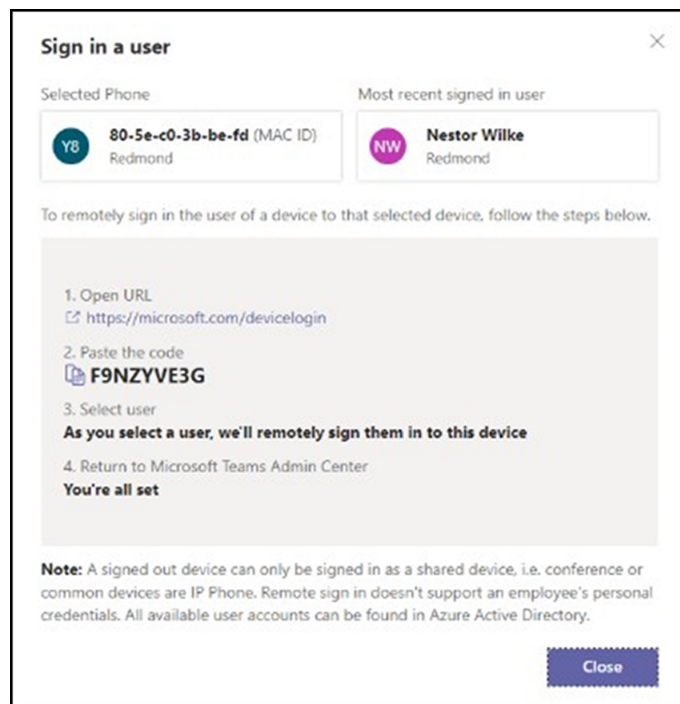 Sign in a user
Selected Phone
Most recent signed in user
Y8
80-5e-c0-3b-be-fd (MAC ID)
Redmond
NW
Nestor Wilke
Redmond
To remotely sign in the user of a device to that selected device, follow the steps below.
1. Open URL
https://microsoft.com/devicelogin
2. Paste the code
F9NZYVE3G
3. Select user
As you select a user, we'll remotely sign them in to this device
4. Return to Microsoft Teams Admin Center
You're all set
Note: A signed out device can only be signed in as a shared device, i.e. conference or
common devices are IP Phone. Remote sign in doesn't support an employee's personal
credentials. All available user accounts can be found in Azure Active Directory.
Close